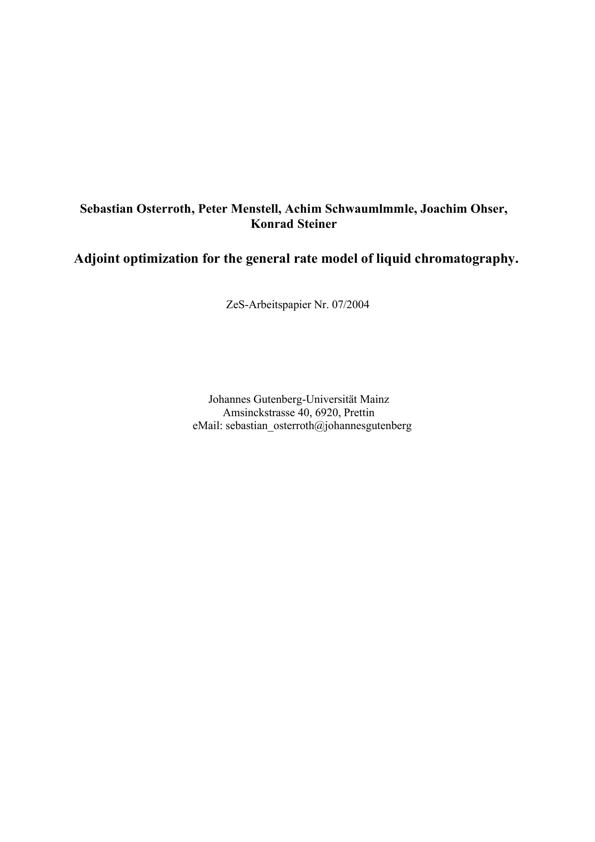 Sebastian Osterroth, Peter Menstell, Achim Schwaumlmmle, Joachim Ohser,
Konrad Steiner
Adjoint optimization for the general rate model of liquid chromatography.
ZeS-Arbeitspapier Nr. 07/2004
Johannes Gutenberg-Universität Mainz
Amsinckstrasse 40, 6920, Prettin
eMail: sebastian_osterroth@johannesgutenberg